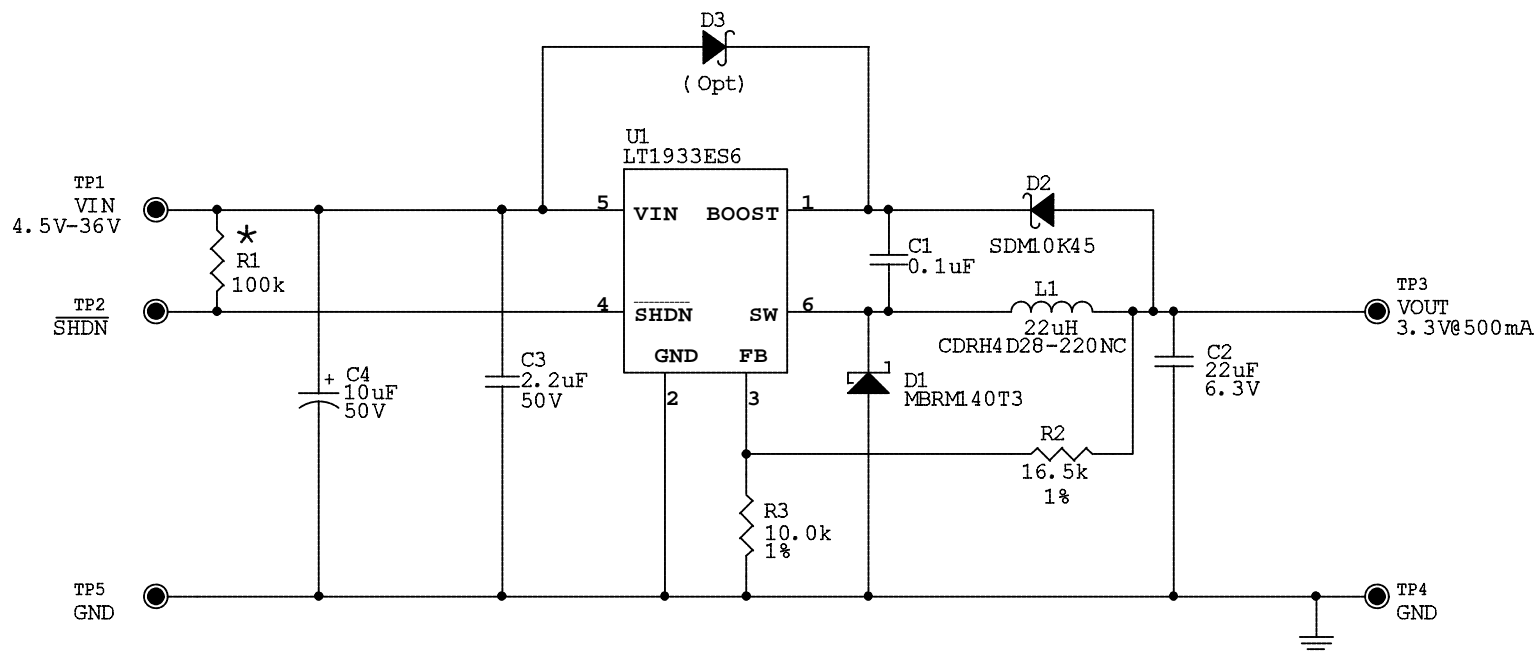 D3
(Opt)
U1
LT1933ES6
TP1
VIN
4.5V-36V
5
VIN
BOOST
1
D2
SDM10K45
*
R1
100k
C1
0.1uF
TP2
SHDN
4
SHDN
SW
6
L1
22uH
CDRH4D28-220NC
TP3
VOUT
3.3V@500mA
GND
FB
2
3
C3
2.2uF
50V
+
C4
10uF
50V
D1
MBRM140T3
C2
22uF
6.3V
R2
16.5k
1%
R3
10.0k
1%
TP5
GND
TP4
GND